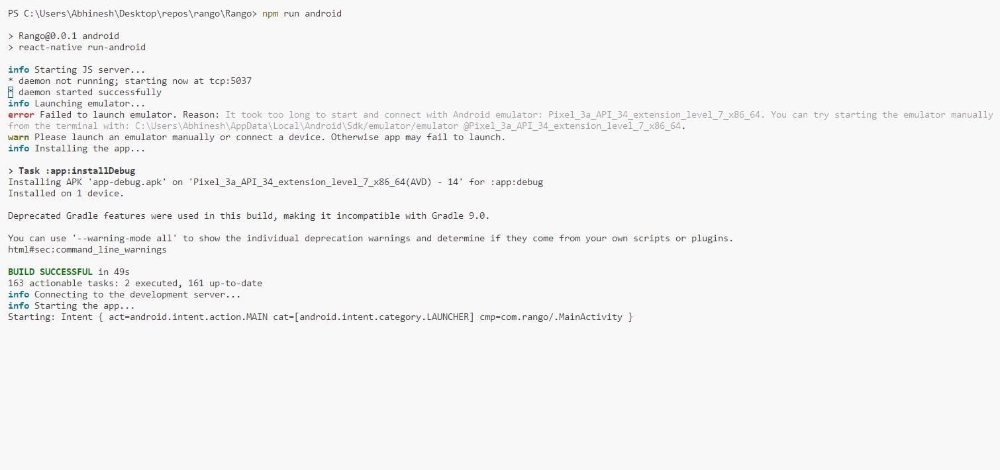 PS C:\Users\Abhinesh\Desktop\repos\rango\Rango> npm run android
> Rango@0.0.1 android
> react-native run-android
info Starting JS server...
* daemon not running; starting now at tcp:5037
* daemon started successfully
info Launching emulator...
error Failed to launch emulator. Reason: It took too long to start and connect with Android emulator: Pixel_3a_API_34_extension_level_7_x86_64. You can try starting the emulator manually
from the terminal with: C:\Users\Abhinesh\AppData\Local\Android\Sdk/emulator/emulator @Pixel_3a_API_34_extension_level_7_x86_64.
warn Please launch an emulator manually or connect a device. Otherwise app may fail to launch.
info Installing the app...
> Task :app:installDebug
Installing APK 'app-debug.apk' on 'Pixel_3a_API_34_extension_level_7_x86_64(AVD) - 14' for :app:debug
Installed on 1 device.
Deprecated Gradle features were used in this build, making it incompatible with Gradle 9.0.
You can use '--warning-mode all' to show the individual deprecation warnings and determine if they come from your own scripts or plugins.
html#sec:command_line_warnings
BUILD SUCCESSFUL in 49s
163 actionable tasks: 2 executed, 161 up-to-date
info Connecting to the development server...
info Starting the app...
Starting: Intent { act=android.intent.action.MAIN cat=[android.intent.category.LAUNCHER] cmp=com.rango/.MainActivity }